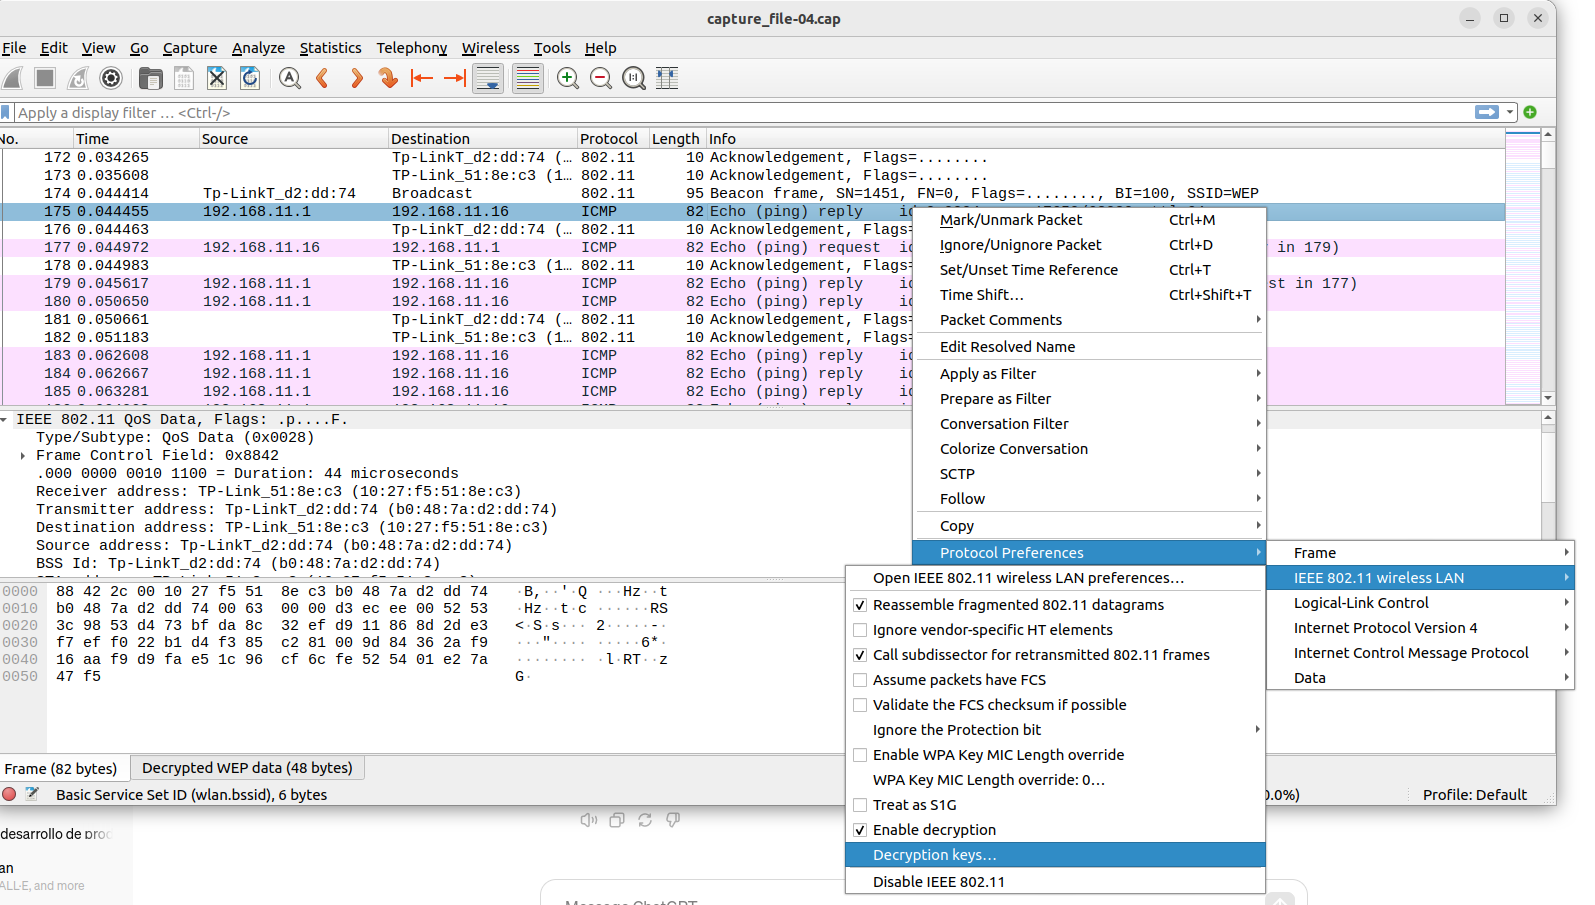 capture_file-04.cap
File Edit View Go Capture Analyze Statistics Telephony Wireless Tools Help
Apply a display filter … <Ctrl-/>
No. Time Source Destination Protocol Length Info
172 0.034265 Tp-LinkT_d2:dd:74 (… 802.11 10 Acknowledgement, Flags=........
173 0.035608 TP-Link_51:8e:c3 (1… 802.11 10 Acknowledgement, Flags=........
174 0.044414 Tp-LinkT_d2:dd:74 Broadcast 802.11 95 Beacon frame, SN=1451, FN=0, Flags=........, BI=100, SSID=WEP
175 0.044455 192.168.11.1 192.168.11.16 ICMP 82 Echo (ping) reply
176 0.044463 Tp-LinkT_d2:dd:74 (… 802.11 10 Acknowledgement, Flags=
177 0.044972 192.168.11.16 192.168.11.1 ICMP 82 Echo (ping) request in 179)
178 0.044983 TP-Link_51:8e:c3 (1… 802.11 10 Acknowledgement, Flags=
179 0.045617 192.168.11.1 192.168.11.16 ICMP 82 Echo (ping) reply st in 177)
180 0.050650 192.168.11.1 192.168.11.16 ICMP 82 Echo (ping) reply
181 0.050661 Tp-LinkT_d2:dd:74 (… 802.11 10 Acknowledgement, Flags=
182 0.051183 TP-Link_51:8e:c3 (1… 802.11 10 Acknowledgement, Flags=
183 0.062608 192.168.11.1 192.168.11.16 ICMP 82 Echo (ping) reply
184 0.062667 192.168.11.1 192.168.11.16 ICMP 82 Echo (ping) reply
185 0.063281 192.168.11.1 192.168.11.16 ICMP 82 Echo (ping) reply
Mark/Unmark Packet Ctrl+M
Ignore/Unignore Packet Ctrl+D
Set/Unset Time Reference Ctrl+T
Time Shift… Ctrl+Shift+T
Packet Comments
Edit Resolved Name
Apply as Filter
Prepare as Filter
Conversation Filter
Colorize Conversation
SCTP
Follow
Copy
Protocol Preferences
Frame
IEEE 802.11 wireless LAN
Logical-Link Control
Internet Protocol Version 4
Internet Control Message Protocol
Data
Open IEEE 802.11 wireless LAN preferences…
Reassemble fragmented 802.11 datagrams
Ignore vendor-specific HT elements
Call subdissector for retransmitted 802.11 frames
Assume packets have FCS
Validate the FCS checksum if possible
Ignore the Protection bit
Enable WPA Key MIC Length override
WPA Key MIC Length override: 0…
Treat as S1G
Enable decryption
Decryption keys…
Disable IEEE 802.11
IEEE 802.11 QoS Data, Flags: .p....F.
Type/Subtype: QoS Data (0x0028)
Frame Control Field: 0x8842
.000 0000 0010 1100 = Duration: 44 microseconds
Receiver address: TP-Link_51:8e:c3 (10:27:f5:51:8e:c3)
Transmitter address: Tp-LinkT_d2:dd:74 (b0:48:7a:d2:dd:74)
Destination address: TP-Link_51:8e:c3 (10:27:f5:51:8e:c3)
Source address: Tp-LinkT_d2:dd:74 (b0:48:7a:d2:dd:74)
BSS Id: Tp-LinkT_d2:dd:74 (b0:48:7a:d2:dd:74)
0000 88 42 2c 00 10 27 f5 51 8e c3 b0 48 7a d2 dd 74 ·B,··'·Q ···Hz··t
0010 b0 48 7a d2 dd 74 00 63 00 00 d3 ec ee 00 52 53 ·Hz··t·c ······RS
0020 3c 98 53 d4 73 bf da 8c 32 ef d9 11 86 8d 2d e3 <·S·s··· 2·····-·
0030 f7 ef f0 22 b1 d4 f3 85 c2 81 00 9d 84 36 2a f9 ···"···· ·····6*·
0040 16 aa f9 d9 fa e5 1c 96 cf 6c fe 52 54 01 e2 7a ········ ·l·RT··z
0050 47 f5 G·
Frame (82 bytes) Decrypted WEP data (48 bytes)
Basic Service Set ID (wlan.bssid), 6 bytes 0.0%) Profile: Default
desarrollo de proc
an
ALL·E, and more
Message ChatGPT